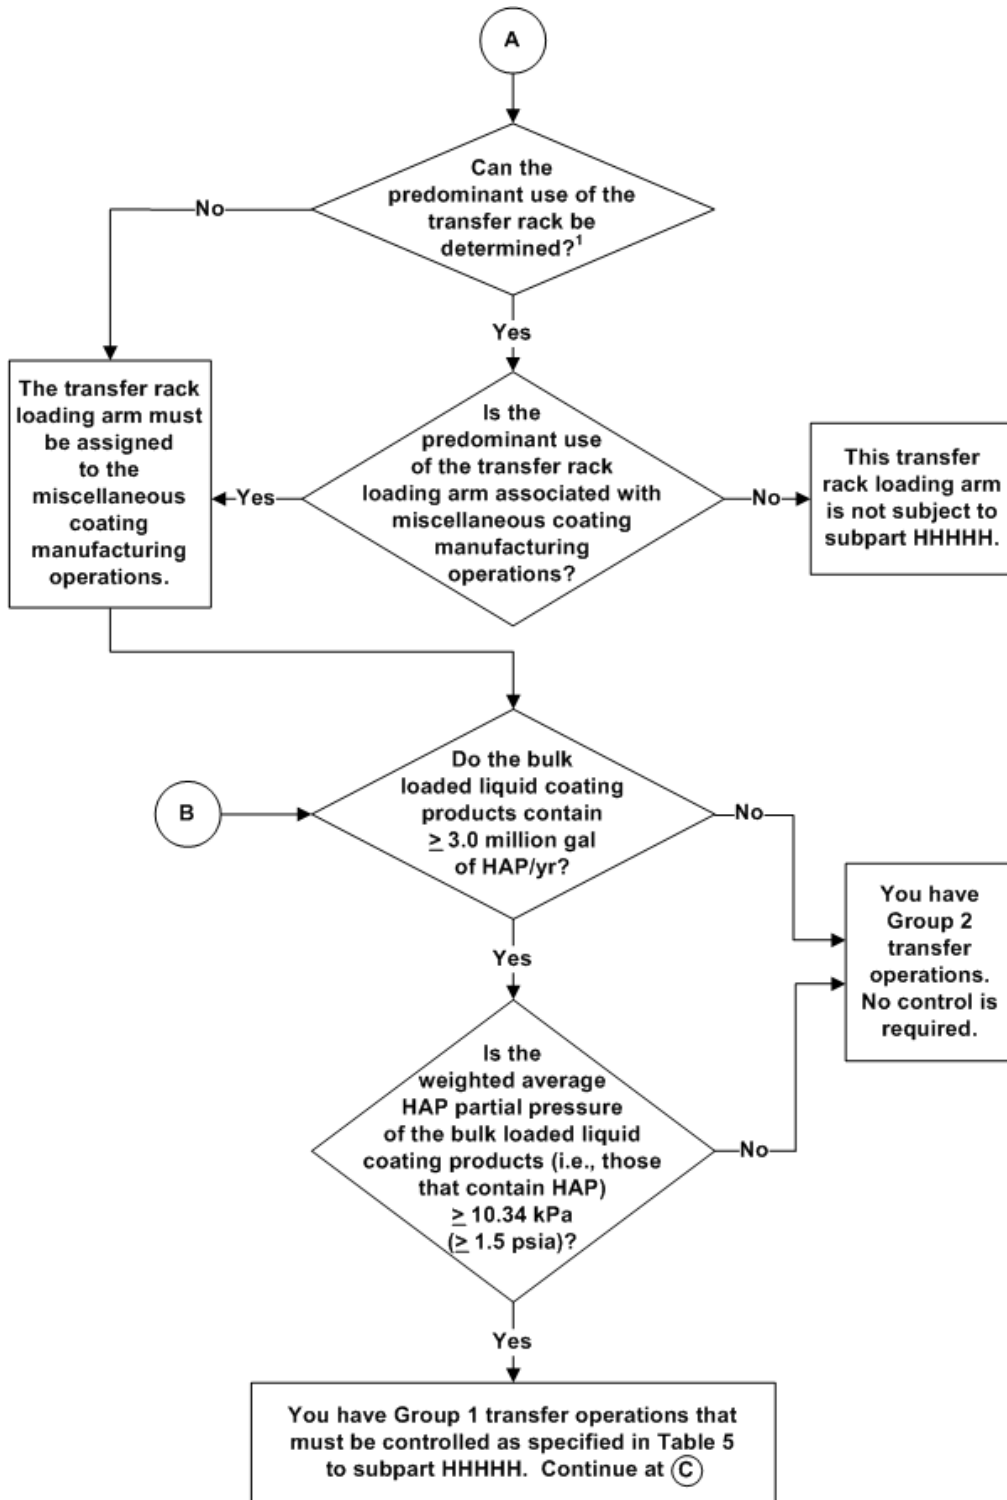 A
Can the
predominant use of the
transfer rack be
determined?¹
No
Yes
The transfer rack
loading arm must
be assigned
to the
miscellaneous
coating
manufacturing
operations.
Is the
predominant use
of the transfer rack
loading arm associated with
miscellaneous coating
manufacturing
operations?
Yes
No
This transfer
rack loading arm
is not subject to
subpart HHHHH.
B
Do the bulk
loaded liquid coating
products contain
≥ 3.0 million gal
of HAP/yr?
No
Yes
You have
Group 2
transfer
operations.
No control is
required.
Is the
weighted average
HAP partial pressure
of the bulk loaded liquid
coating products (i.e., those
that contain HAP)
≥ 10.34 kPa
(≥ 1.5 psia)?
No
Yes
You have Group 1 transfer operations that
must be controlled as specified in Table 5
to subpart HHHHH. Continue at C